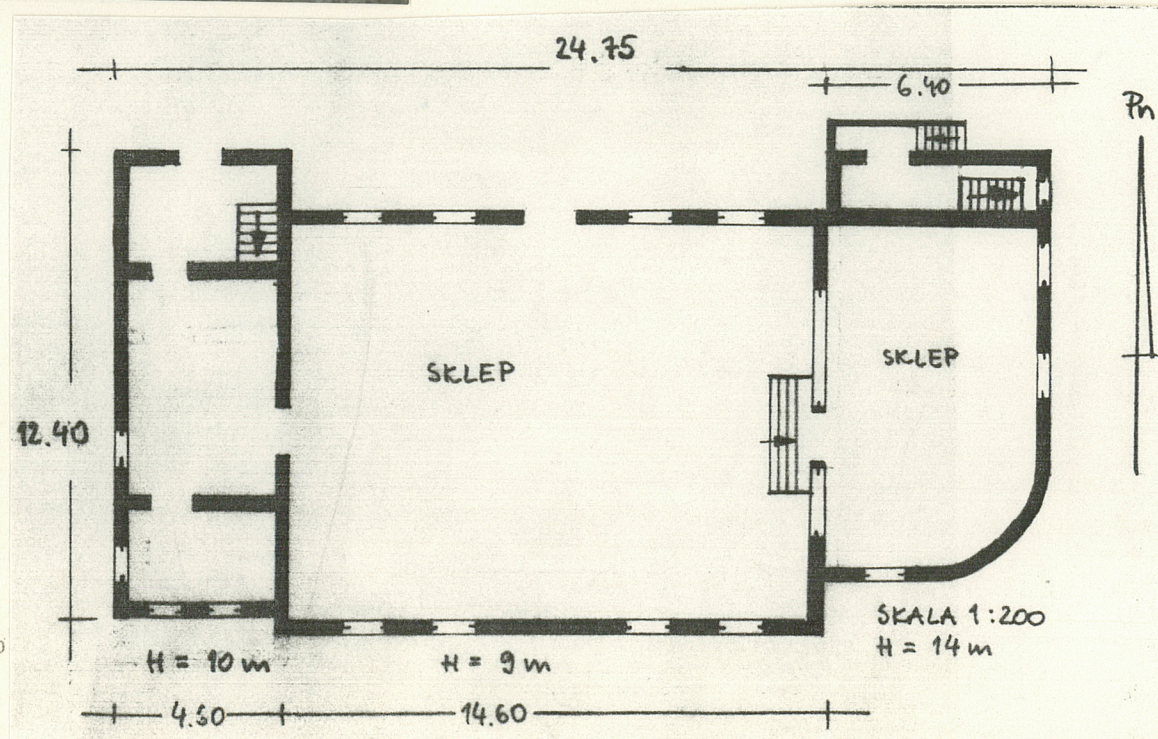 24.75
6.40
Pn
SKLEP
SKLEP
12.40
SKALA 1:200
H = 14 m
H = 10 m
H = 9 m
4.50
14.60